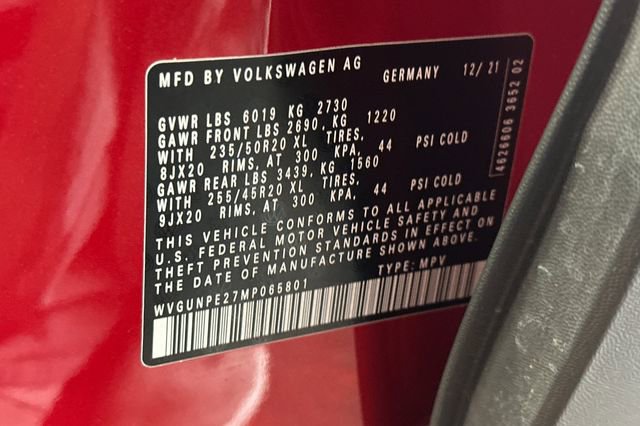 MFD BY VOLKSWAGEN AG GERMANY 12/ 21
GVWR LBS 6019 KG 2730
GAWR FRONT LBS 2690, KG 1220
WITH 235/50R20 XL TIRES,
8JX20 RIMS, AT 300 KPA, 44 PSI COLD
GAWR REAR LBS 3439, KG 1560
WITH 255/45R20 XL TIRES,
9JX20 RIMS, AT 300 KPA, 44 PSI COLD
THIS VEHICLE CONFORMS TO ALL APPLICABLE
U.S. FEDERAL MOTOR VEHICLE SAFETY AND
THEFT PREVENTION STANDARDS IN EFFECT ON
THE DATE OF MANUFACTURE SHOWN ABOVE.
WVGUNPE27MP065801 TYPE: MPV
4626606 3652 02